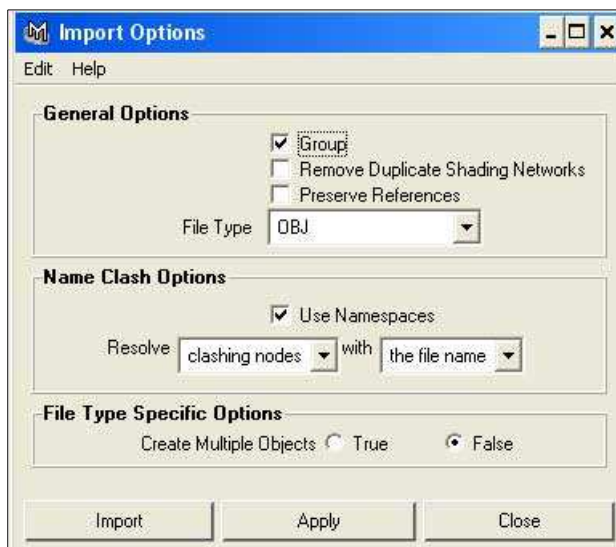 Import Options
Edit Help
General Options
Group
Remove Duplicate Shading Networks
Preserve References
File Type OBJ
Name Clash Options
Use Namespaces
Resolve clashing nodes with the file name
File Type Specific Options
Create Multiple Objects True False
Import Apply Close